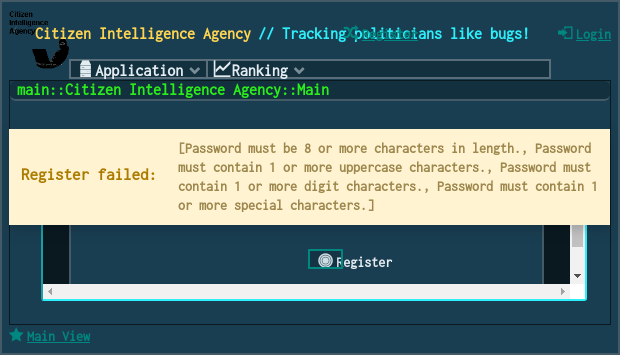 Citizen
Intelligence
Agency
Citizen Intelligence Agency // Tracking politicians like bugs!
Register
Login
Application
Ranking
main::Citizen Intelligence Agency::Main
Register failed:
[Password must be 8 or more characters in length., Password
must contain 1 or more uppercase characters., Password must
contain 1 or more digit characters., Password must contain 1
or more special characters.]
Register
Main View